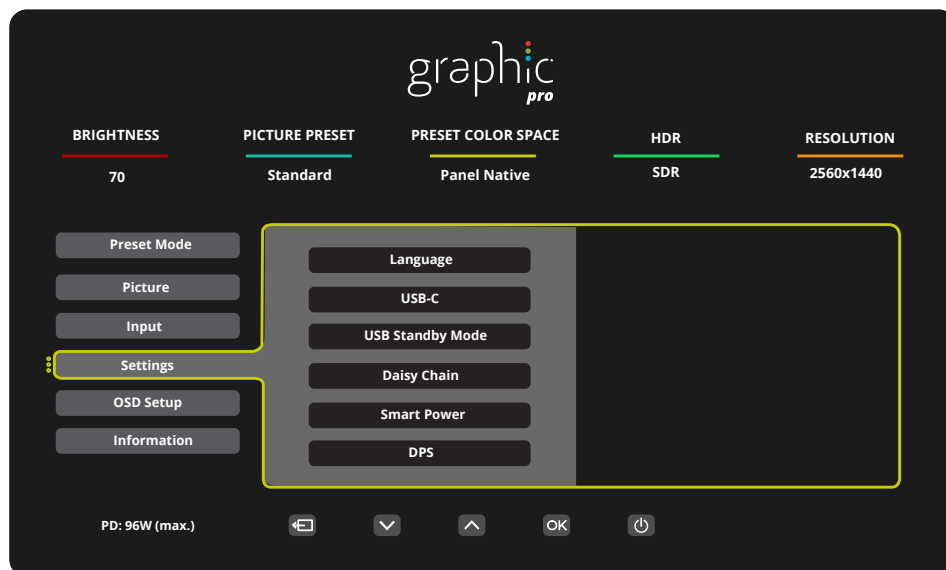 graphic
pro
BRIGHTNESS PICTURE PRESET PRESET COLOR SPACE HDR RESOLUTION
70 Standard Panel Native SDR 2560x1440
Preset Mode
Picture
Input
Settings
OSD Setup
Information
Language
USB-C
USB Standby Mode
Daisy Chain
Smart Power
DPS
PD: 96W (max.) OK